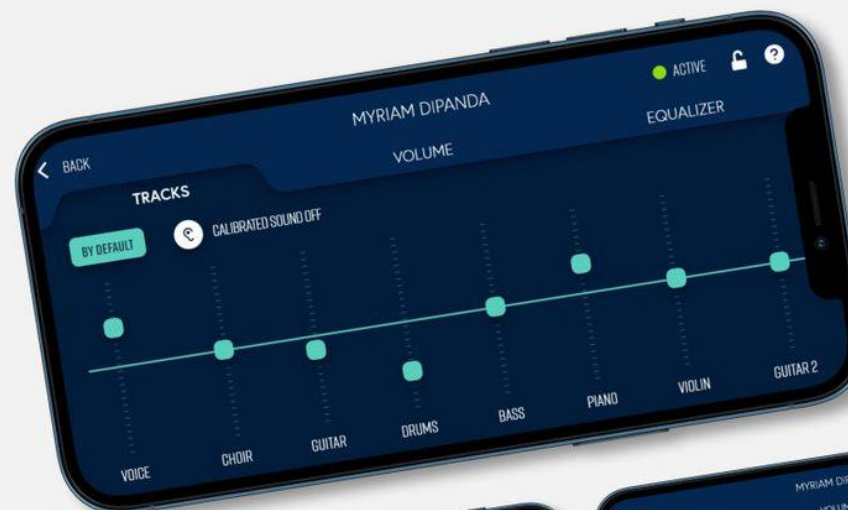 BACK
MYRIAM DIPANDA
ACTIVE
?
TRACKS
VOLUME
EQUALIZER
BY DEFAULT
CALIBRATED SOUND OFF
VOICE
CHOIR
GUITAR
DRUMS
BASS
PIANO
VIOLIN
GUITAR 2
MYRIAM DIP